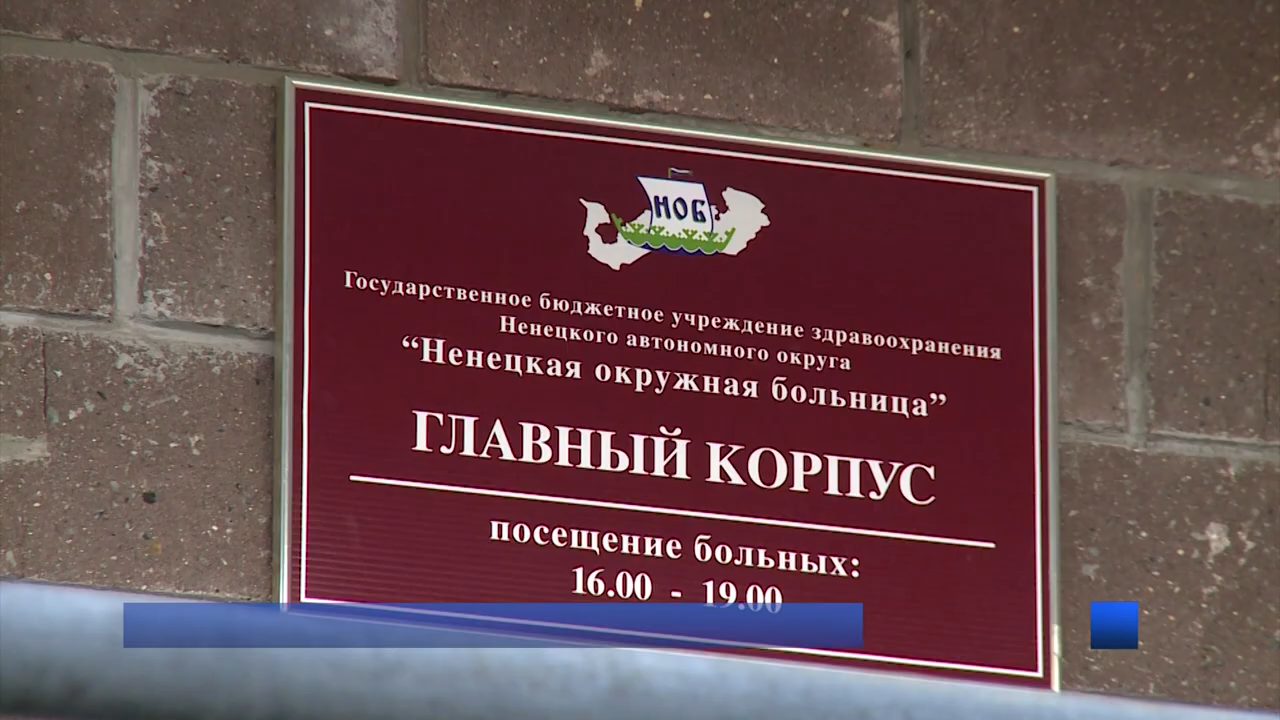 НОБ
Государственное бюджетное учреждение здравоохранения
Ненецкого автономного округа
“Ненецкая окружная больница”
ГЛАВНЫЙ КОРПУС
посещение больных:
16.00 - 19.00